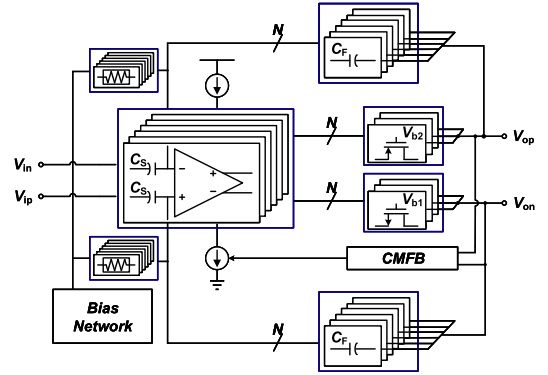 N
C_F
N
V_b2
V_op
C_S
V_in
C_S
V_ip
N
V_b1
V_on
CMFB
Bias
Network
N
C_F